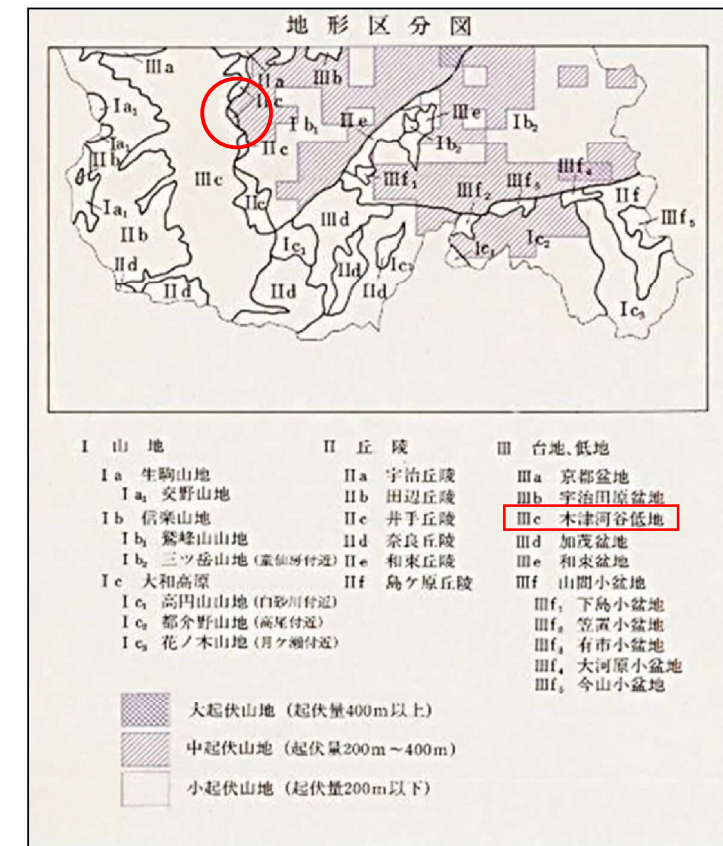 地形区分図
Ⅲa
Ⅱa
Ⅲb
Ⅱc
Ⅰa₁
Ⅰb₁
Ⅱe
Ⅲe
Ⅰb₂
Ⅰb₂
Ⅰa₁
Ⅱb
Ⅱc
Ⅲc
Ⅲf₁
Ⅲf₂
Ⅲf₃
Ⅲf₄
Ⅱf
Ⅰa₁
Ⅱc
Ⅲd
Ⅲf₅
Ⅱb
Ⅰc₁
Ⅰc₁
Ⅰc₂
Ⅱd
Ⅱd
Ⅱd
Ⅱd
Ⅱd
Ⅰc₃
Ⅰ 山地
Ⅰa 生駒山地
Ⅰa₁ 交野山地
Ⅰb 信楽山地
Ⅰb₁ 鷲峰山山地
Ⅰb₂ 三ツ岳山地(童仙房付近)
Ⅰc 大和高原
Ⅰc₁ 高円山山地(白砂川付近)
Ⅰc₂ 都介野山地(高尾付近)
Ⅰc₃ 花ノ木山地(月ケ瀬付近)
Ⅱ 丘陵
Ⅱa 宇治丘陵
Ⅱb 田辺丘陵
Ⅱc 井手丘陵
Ⅱd 奈良丘陵
Ⅱe 和束丘陵
Ⅱf 島ケ原丘陵
Ⅲ 台地、低地
Ⅲa 京都盆地
Ⅲb 宇治田原盆地
Ⅲc 木津河谷低地
Ⅲd 加茂盆地
Ⅲe 和束盆地
Ⅲf 山間小盆地
Ⅲf₁ 下島小盆地
Ⅲf₂ 笠置小盆地
Ⅲf₃ 有市小盆地
Ⅲf₄ 大河原小盆地
Ⅲf₅ 今山小盆地
大起伏山地(起伏量400m以上)
中起伏山地(起伏量200m～400m)
小起伏山地(起伏量200m以下)